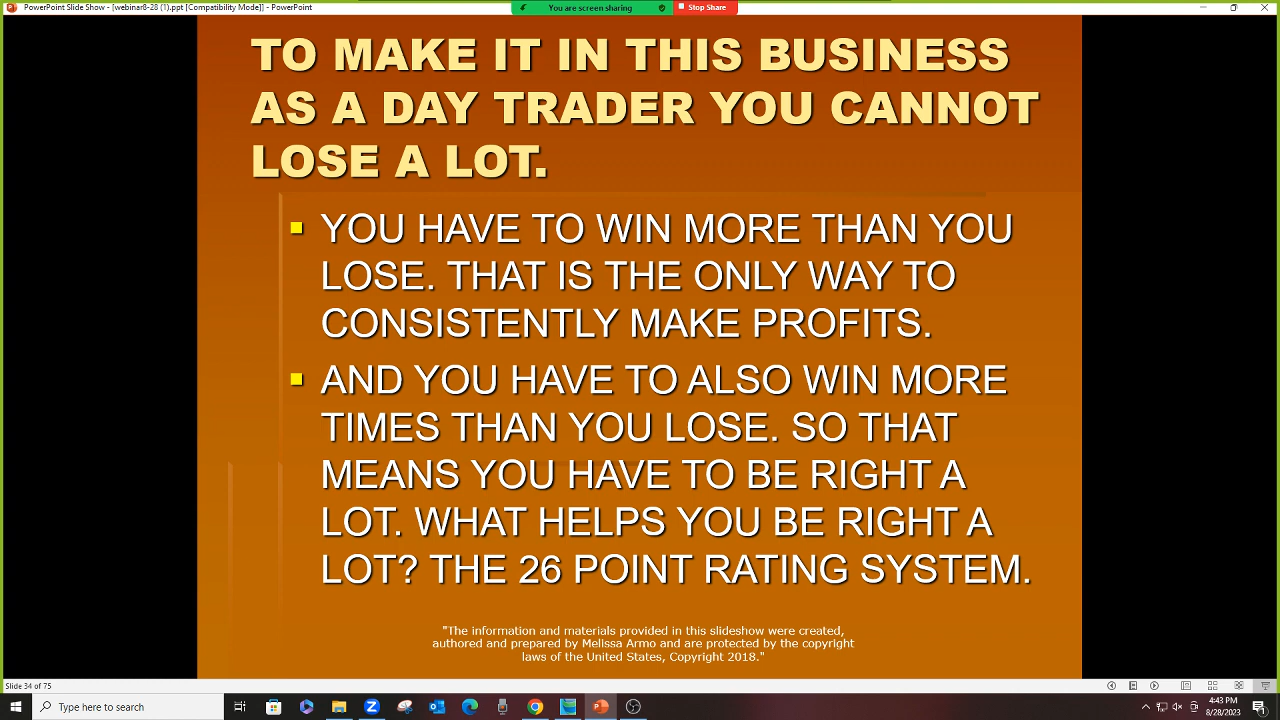 PowerPoint Slide Show - [webinar8-28 (1).ppt [Compatibility Mode]] - PowerPoint
You are screen sharing
Stop Share
TO MAKE IT IN THIS BUSINESS
AS A DAY TRADER YOU CANNOT
LOSE A LOT.
YOU HAVE TO WIN MORE THAN YOU
LOSE. THAT IS THE ONLY WAY TO
CONSISTENTLY MAKE PROFITS.
AND YOU HAVE TO ALSO WIN MORE
TIMES THAN YOU LOSE. SO THAT
MEANS YOU HAVE TO BE RIGHT A
LOT. WHAT HELPS YOU BE RIGHT A
LOT? THE 26 POINT RATING SYSTEM.
"The information and materials provided in this slideshow were created,
authored and prepared by Melissa Armo and are protected by the copyright
laws of the United States, Copyright 2018."
Slide 34 of 75
Type here to search
4:43 PM
8/28/2023